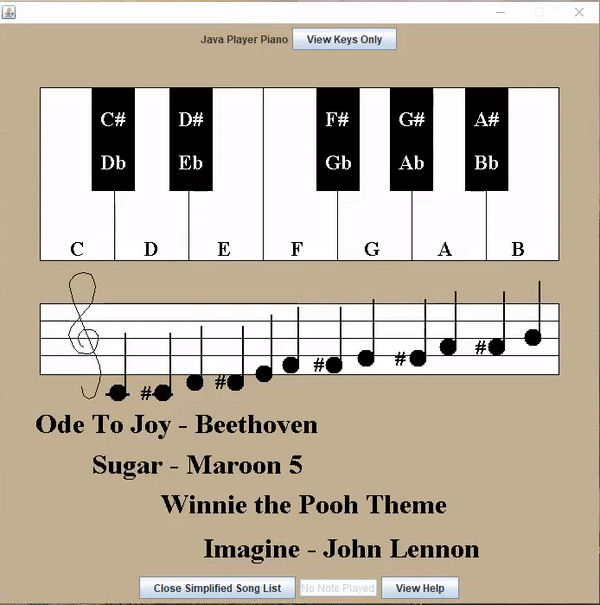 Java Player Piano View Keys Only
C# D# F# G# A#
Db Eb Gb Ab Bb
C D E F G A B
# # # # #
Ode To Joy - Beethoven
Sugar - Maroon 5
Winnie the Pooh Theme
Imagine - John Lennon
Close Simplified Song List No Note Played View Help